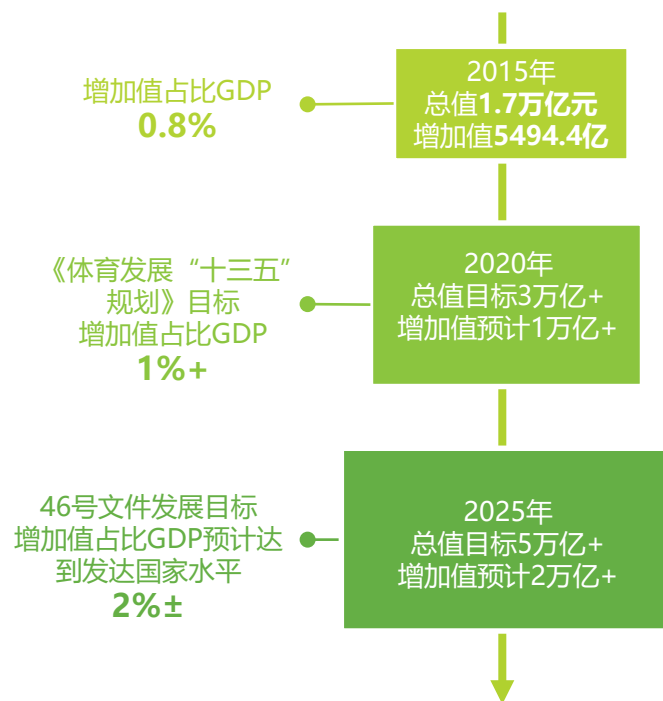 增加值占比GDP
0.8%
2015年
总值1.7万亿元
增加值5494.4亿
《体育发展“十三五”
规划》目标
增加值占比GDP
1%+
2020年
总值目标3万亿+
增加值预计1万亿+
46号文件发展目标
增加值占比GDP预计达
到发达国家水平
2%±
2025年
总值目标5万亿+
增加值预计2万亿+